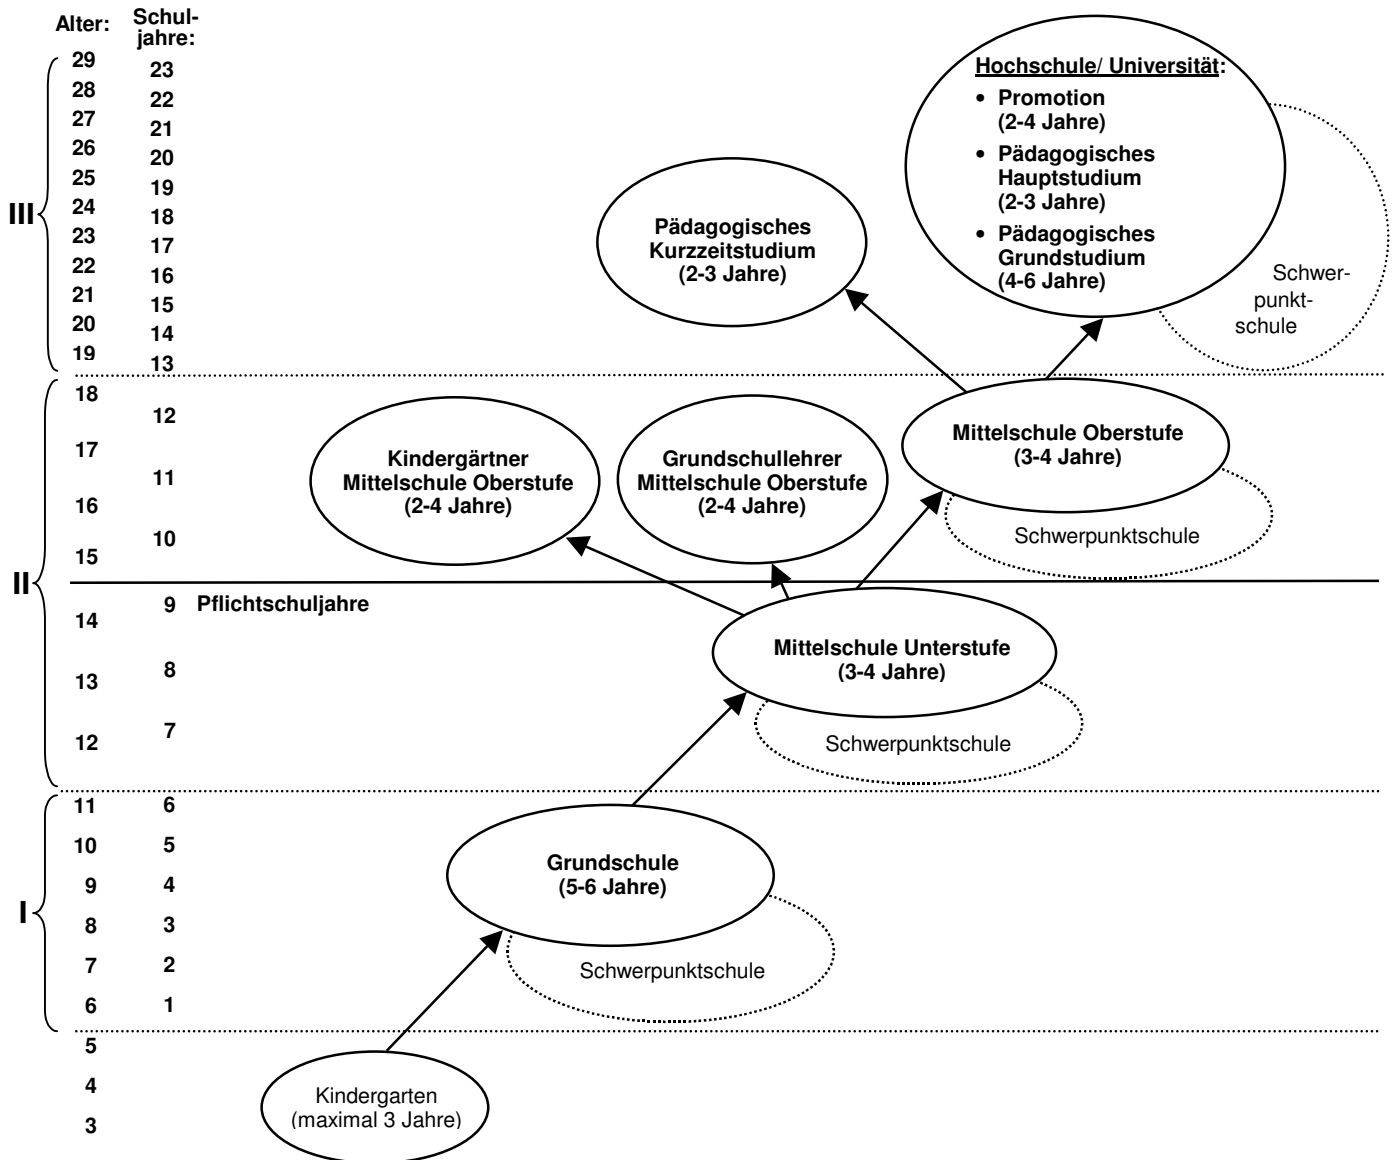 Alter:
Schul-
jahre:
29
23
28
22
27
21
26
20
25
19
24
18
23
17
22
16
21
15
20
14
19
13
III
Hochschule/ Universität:
• Promotion
(2-4 Jahre)
• Pädagogisches
Hauptstudium
(2-3 Jahre)
• Pädagogisches
Grundstudium
(4-6 Jahre)
Schwer-
punkt-
schule
Pädagogisches
Kurzzeitstudium
(2-3 Jahre)
18
12
17
11
16
10
15
II
Kindergärtner
Mittelschule Oberstufe
(2-4 Jahre)
Grundschullehrer
Mittelschule Oberstufe
(2-4 Jahre)
Mittelschule Oberstufe
(3-4 Jahre)
Schwerpunktschule
9 Pflichtschuljahre
14
8
13
7
12
Mittelschule Unterstufe
(3-4 Jahre)
Schwerpunktschule
11
6
10
5
9
4
8
3
7
2
6
1
I
Grundschule
(5-6 Jahre)
Schwerpunktschule
5
4
3
Kindergarten
(maximal 3 Jahre)